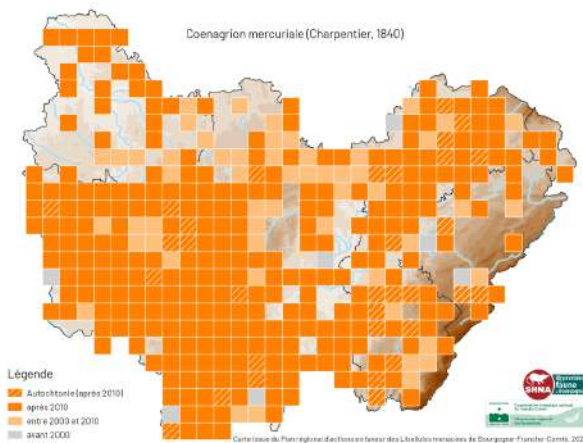 Coenagrion mercuriale (Charpentier, 1840)
Légende
Autochtonie (après 2010)
après 2010
entre 2000 et 2010
avant 2000
SHNA
faune
Carte issue du Plan régional d'actions en faveur des Libellules menacées de Bourgogne-Franche-Comté,